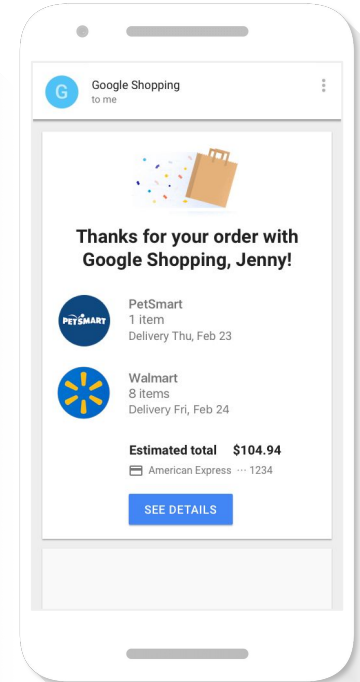 G
Google Shopping
to me
Thanks for your order with
Google Shopping, Jenny!
PETSMART
PetSmart
1 item
Delivery Thu, Feb 23
Walmart
8 items
Delivery Fri, Feb 24
Estimated total $104.94
American Express ··· 1234
SEE DETAILS